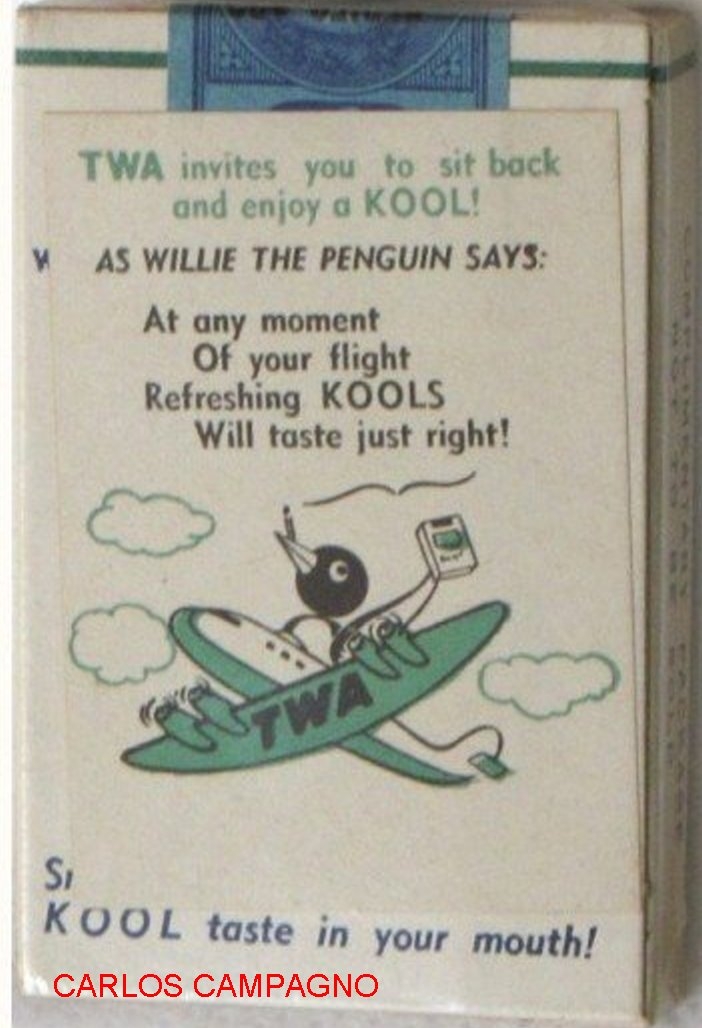 TWA invites you to sit back
and enjoy a KOOL!
AS WILLIE THE PENGUIN SAYS:
At any moment
Of your flight
Refreshing KOOLS
Will taste just right!
TWA
KOOL taste in your mouth!
CARLOS CAMPAGNO